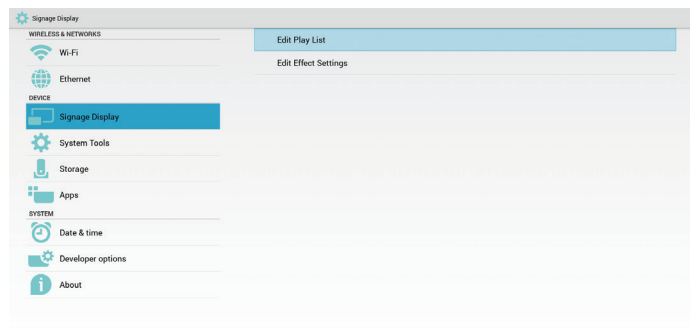 Signage Display
WIRELESS & NETWORKS
Wi-Fi
Ethernet
DEVICE
Signage Display
System Tools
Storage
Apps
SYSTEM
Date & time
Developer options
About
Edit Play List
Edit Effect Settings